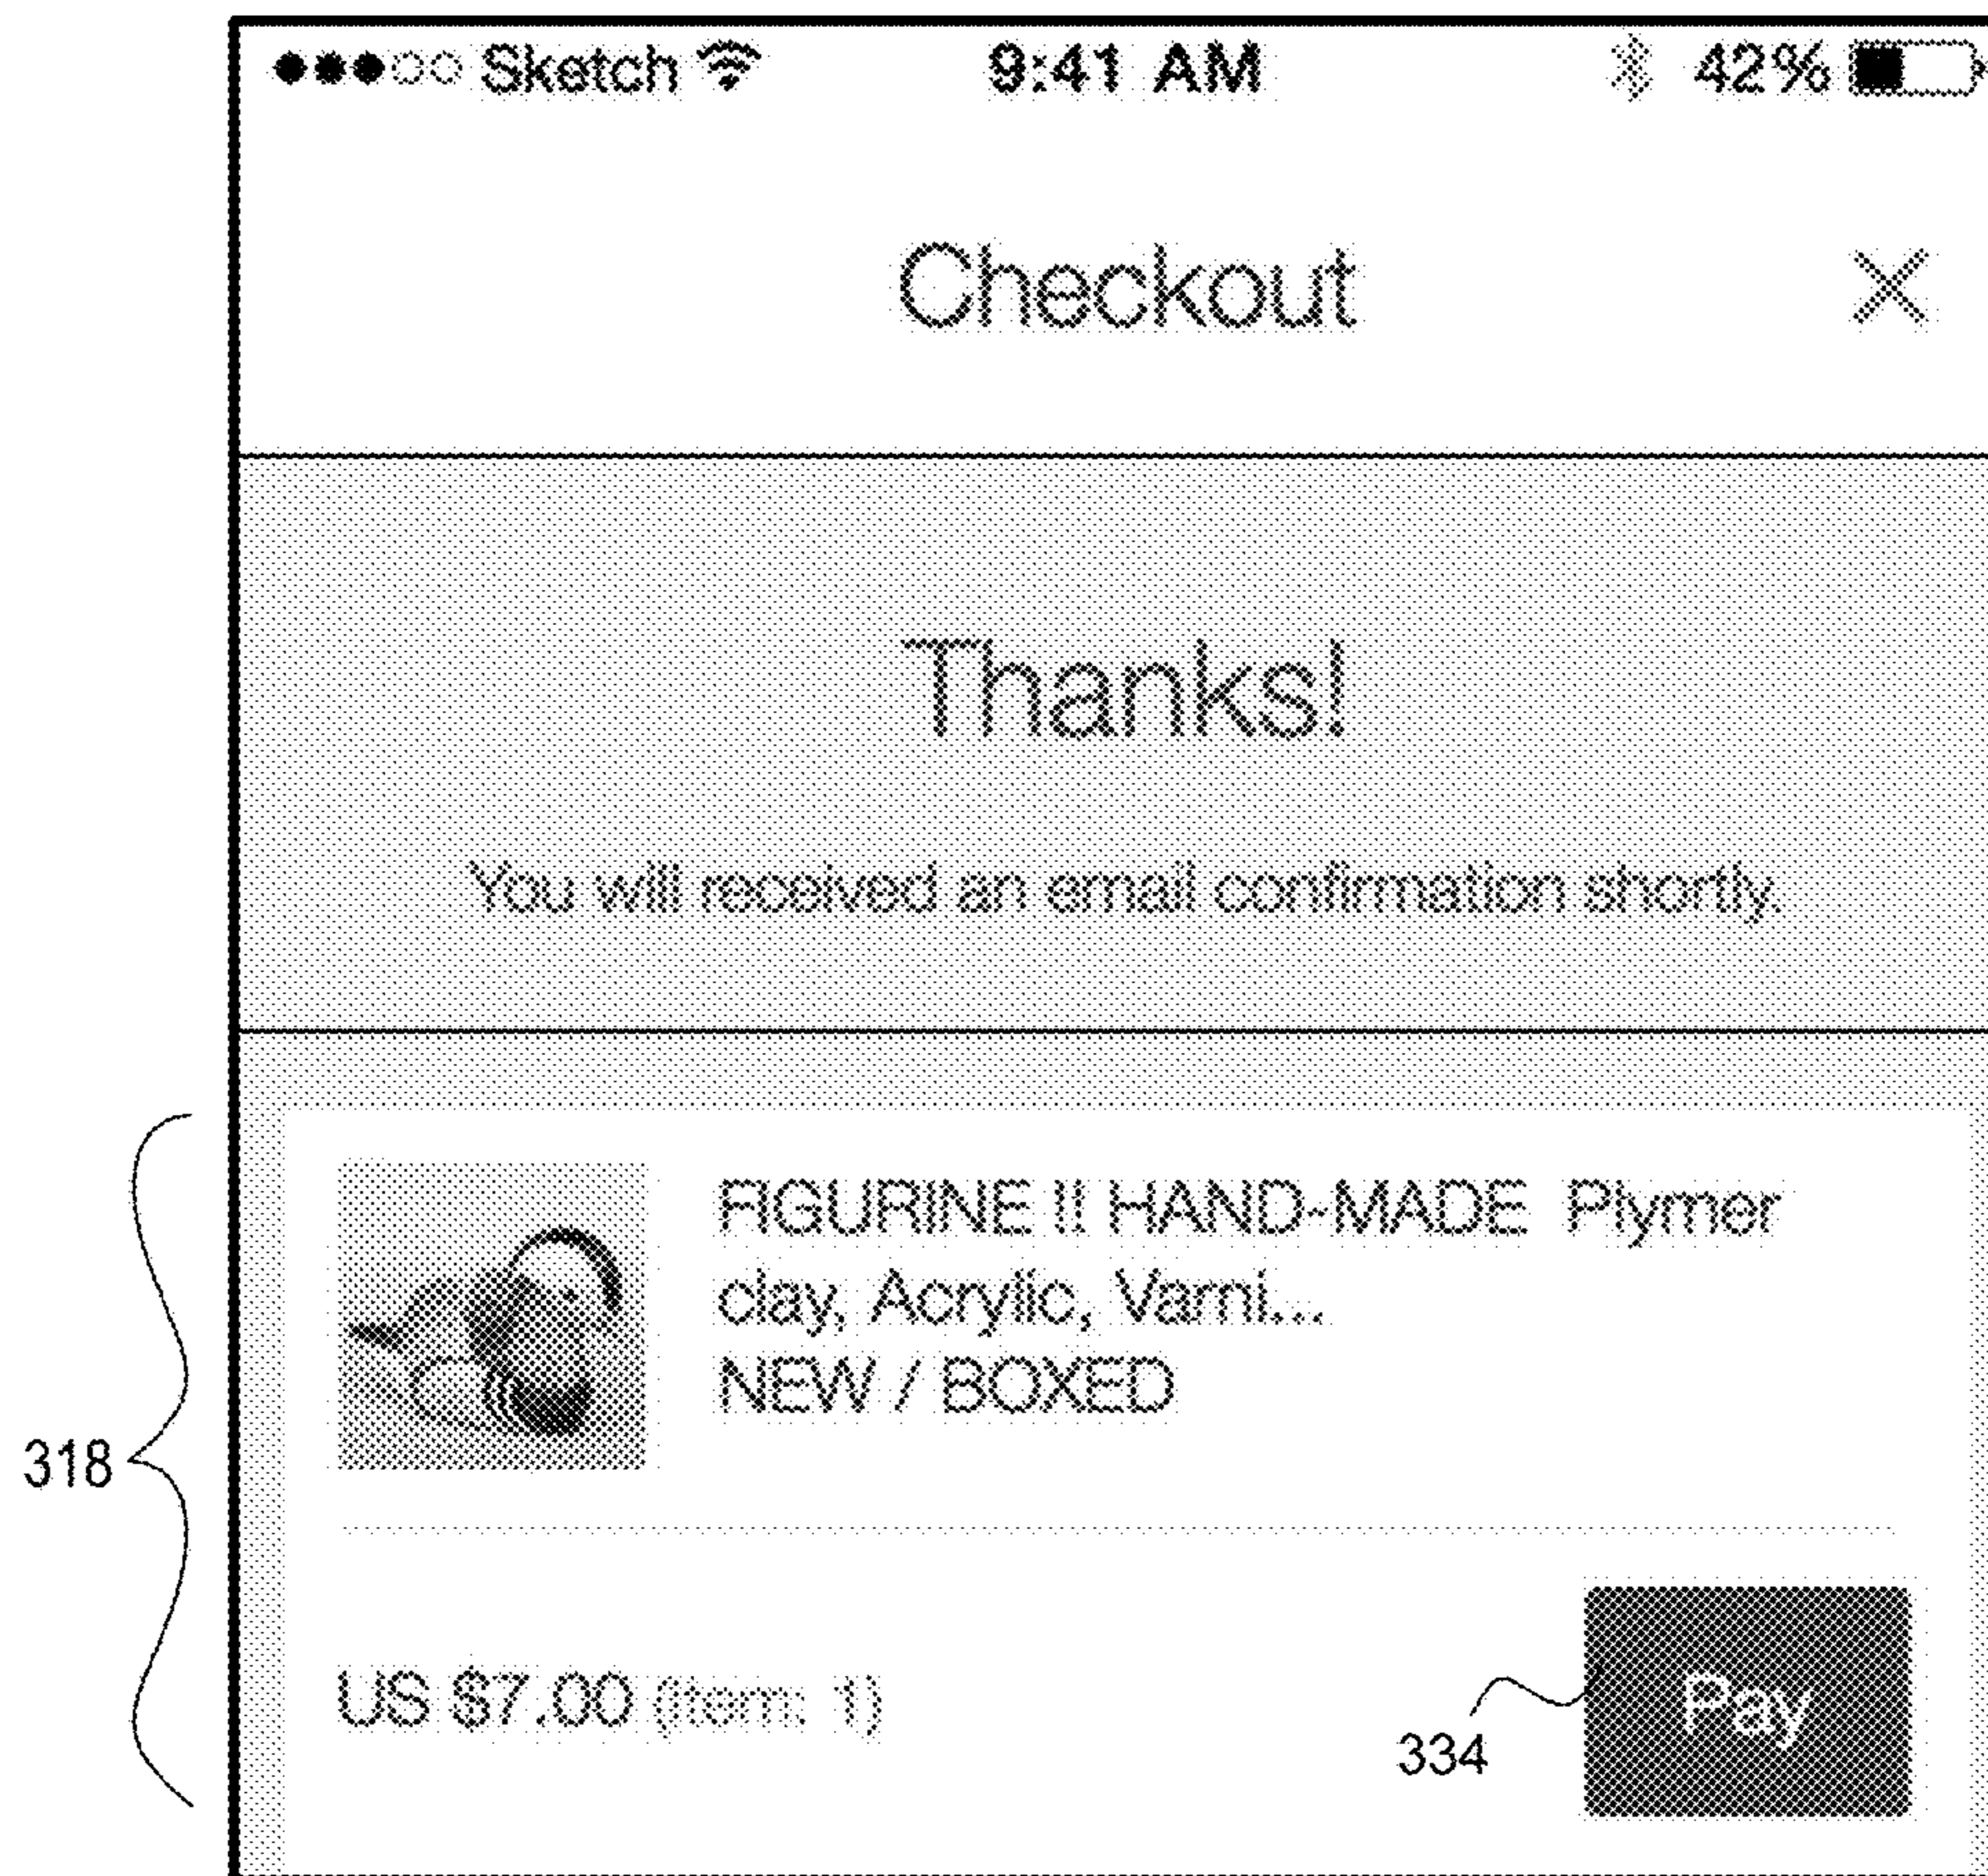 Sketch 9:41 AM 42%
Checkout
Thanks!
You will received an email confirmation shortly.
FIGURINE !! HAND-MADE Plymer
clay, Acrylic, Varni...
NEW / BOXED
318
US $7.00 (item: 1)
Pay
334